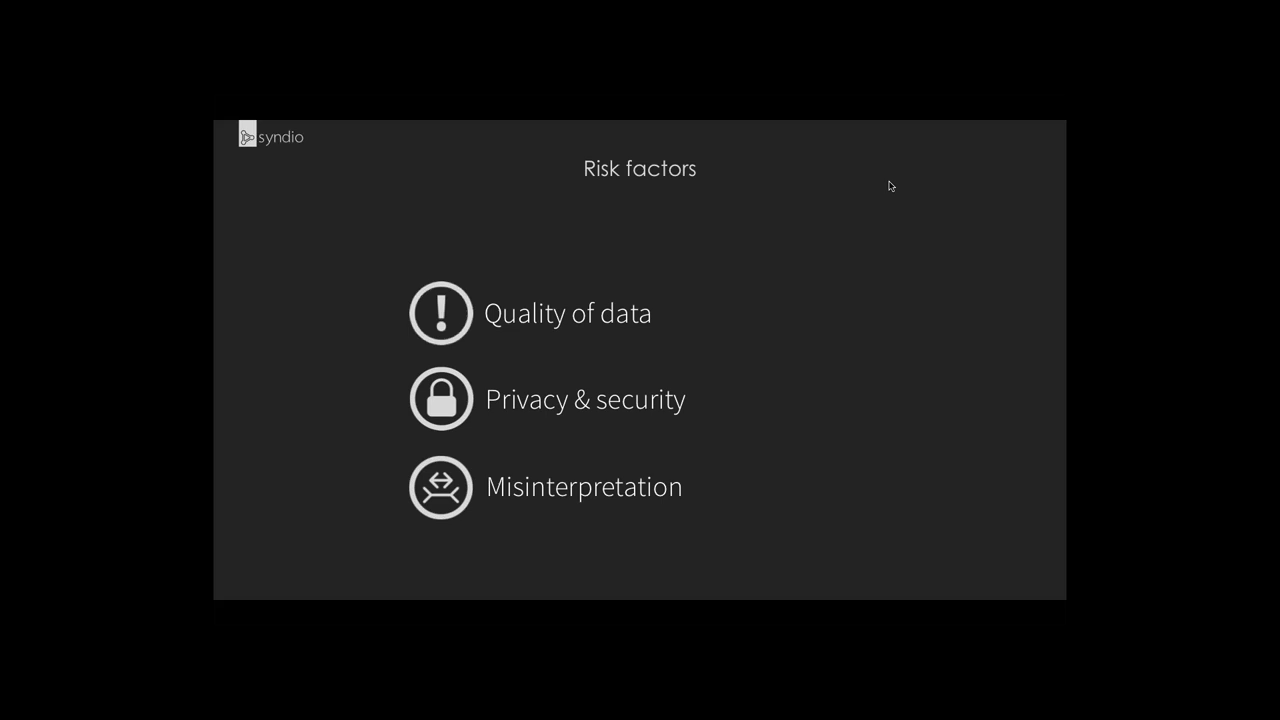 syndio
Risk factors
Quality of data
Privacy & security
Misinterpretation